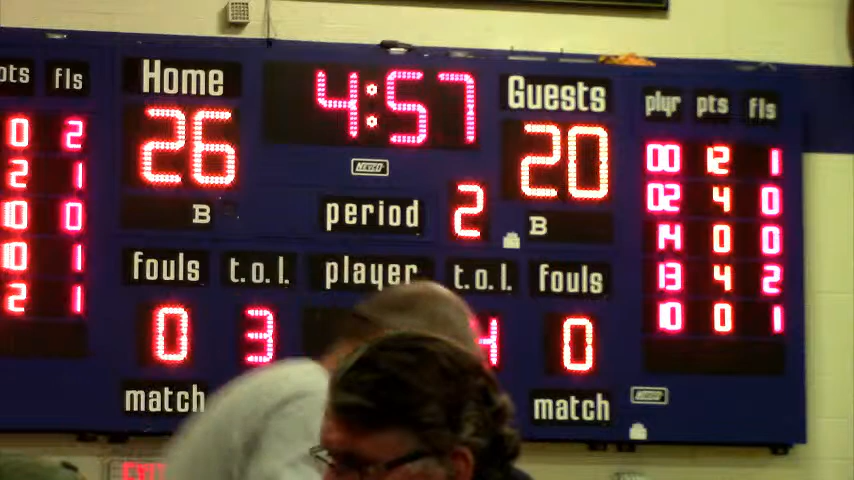 pts fls Home 4:57 Guests plyr pts fls
26 20
0 2 00 12 1
2 1 02 4 0
B period 2 B
10 0 14 0 0
fouls t.o.l. player t.o.l. fouls
10 1 13 4 2
2 1 0 3 4 0 10 0 1
match match
EXIT